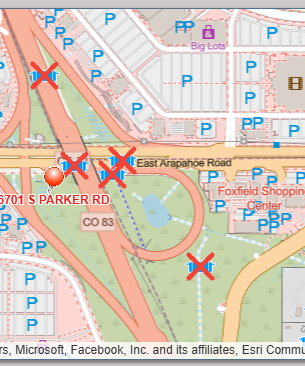 Big Lots
East Arapahoe Road
6701 S PARKER RD
Foxfield Shopping
Center
CO 83
rs, Microsoft, Facebook, Inc. and its affiliates, Esri Commu